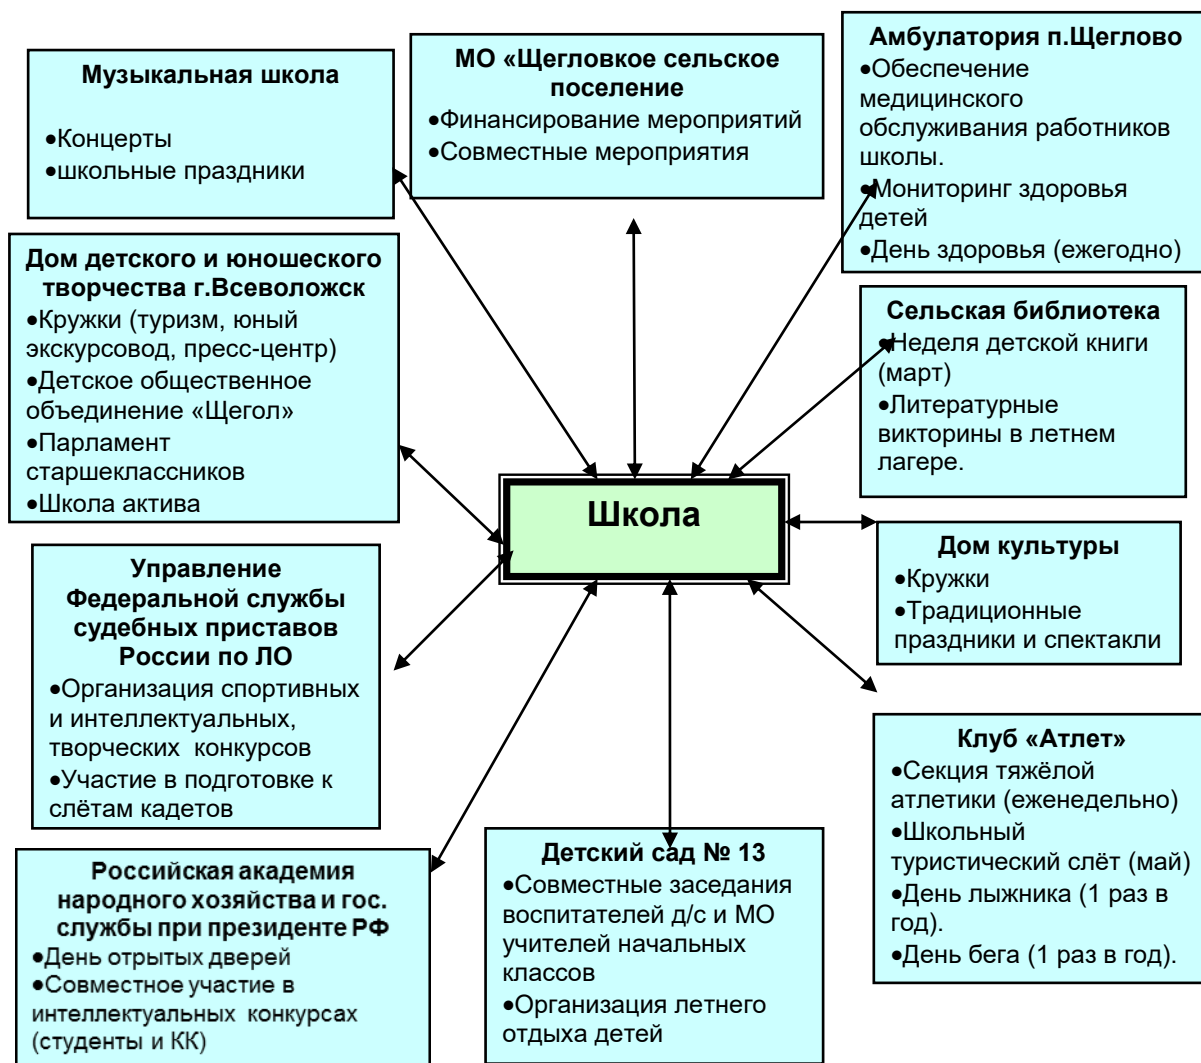 Музыкальная школа
•Концерты
•школьные праздники
МО «Щегловкое сельское
поселение
•Финансирование мероприятий
•Совместные мероприятия
Амбулатория п.Щеглово
•Обеспечение
медицинского
обслуживания работников
школы.
•Мониторинг здоровья
детей
•День здоровья (ежегодно)
Дом детского и юношеского
творчества г.Всеволожск
•Кружки (туризм, юный
экскурсовод, пресс-центр)
•Детское общественное
объединение «Щегол»
•Парламент
старшеклассников
•Школа актива
Сельская библиотека
•Неделя детской книги
(март)
•Литературные
викторины в летнем
лагере.
Школа
Дом культуры
•Кружки
•Традиционные
праздники и спектакли
Управление
Федеральной службы
судебных приставов
России по ЛО
•Организация спортивных
и интеллектуальных,
творческих конкурсов
•Участие в подготовке к
слётам кадетов
Клуб «Атлет»
•Секция тяжёлой
атлетики (еженедельно)
•Школьный
туристический слёт (май)
•День лыжника (1 раз в
год).
•День бега (1 раз в год).
Российская академия
народного хозяйства и гос.
службы при президенте РФ
•День отрытых дверей
•Совместное участие в
интеллектуальных конкурсах
(студенты и КК)
Детский сад № 13
•Совместные заседания
воспитателей д/с и МО
учителей начальных
классов
•Организация летнего
отдыха детей